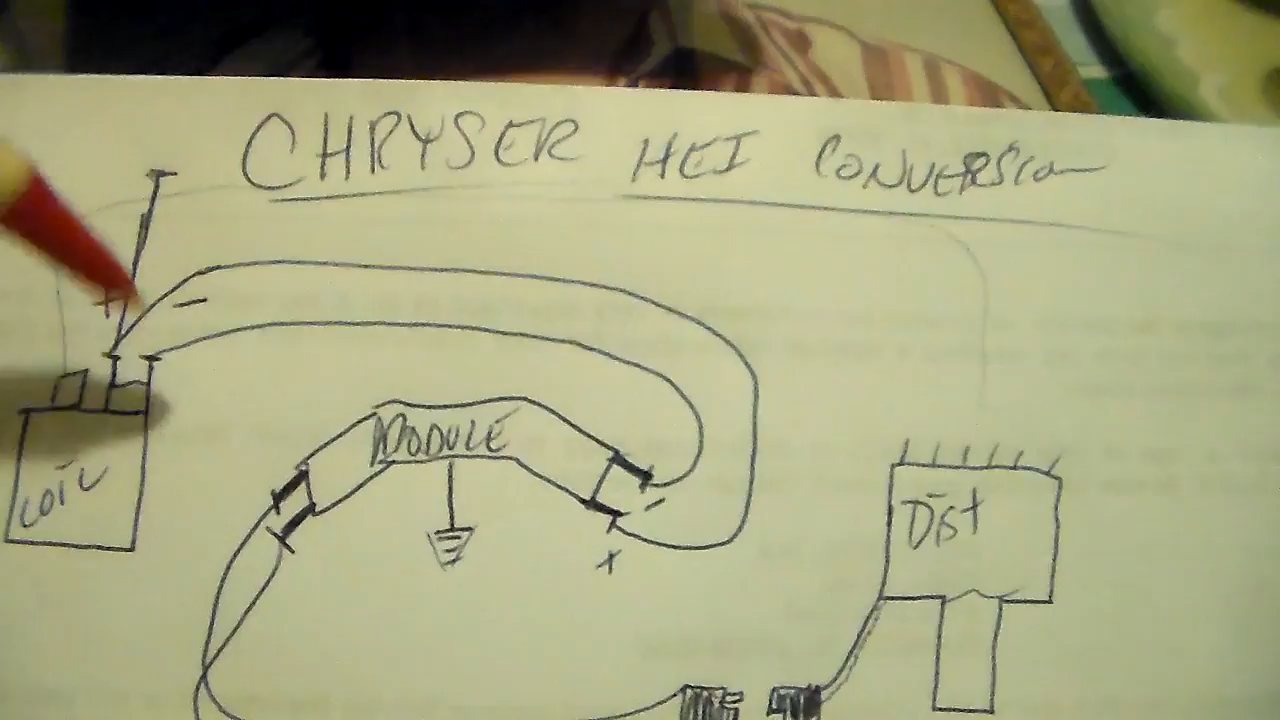 CHRYSER HEI CONVERSION
+
-
MODULE
COIL
-
+
DIST